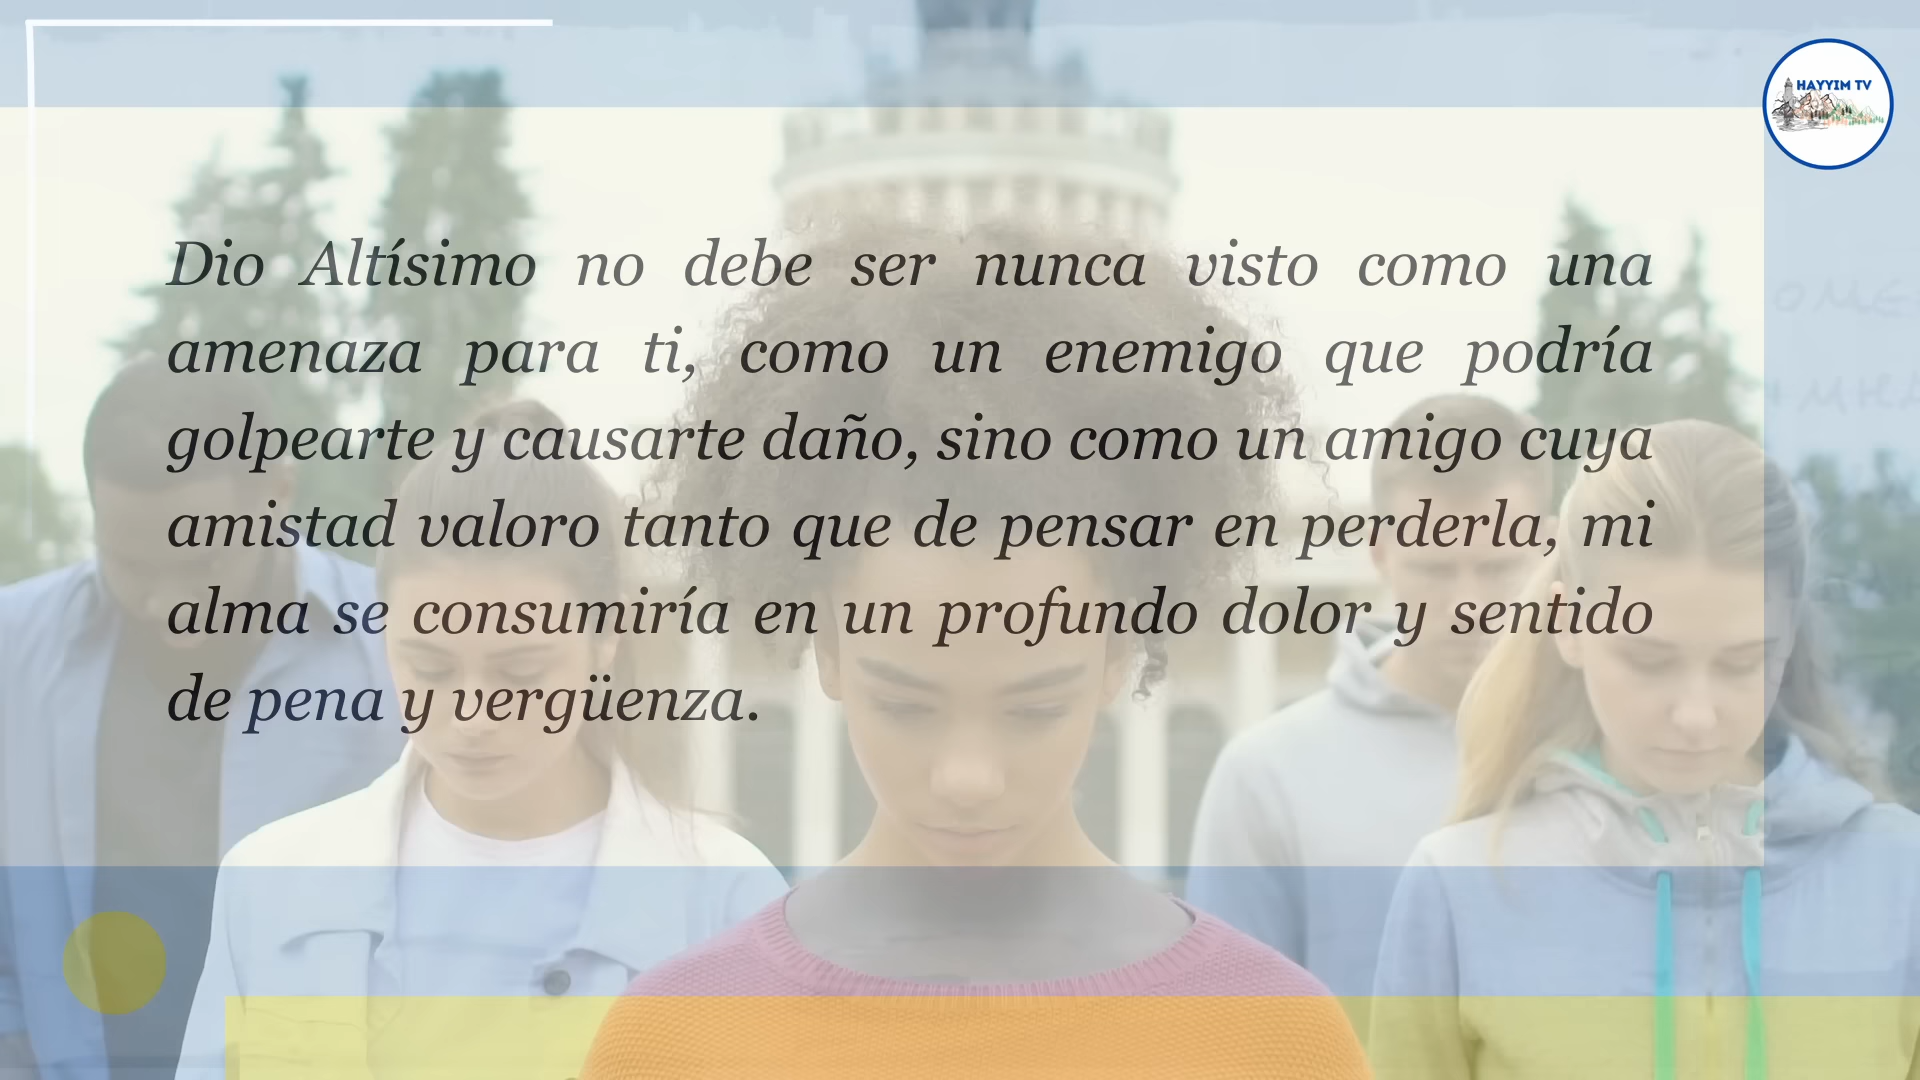 HAYYIM TV
Dio Altísimo no debe ser nunca visto como una
amenaza para ti, como un enemigo que podría
golpearte y causarte daño, sino como un amigo cuya
amistad valoro tanto que de pensar en perderla, mi
alma se consumiría en un profundo dolor y sentido
de pena y vergüenza.